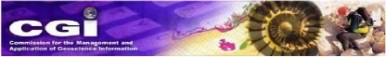 CGI
Commission for the Management and
Application of Geoscience Information